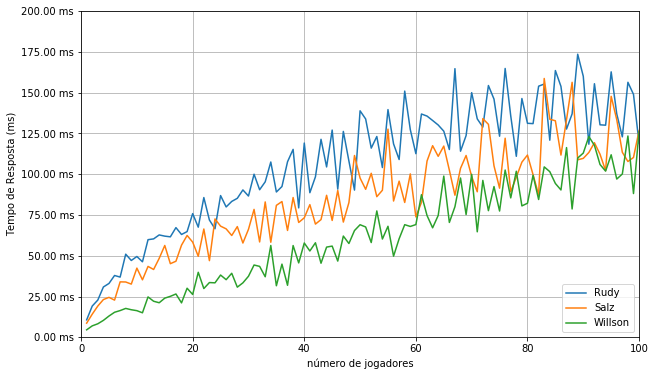 200.00 ms
175.00 ms
150.00 ms
125.00 ms
100.00 ms
75.00 ms
50.00 ms
25.00 ms
0.00 ms
Tempo de Resposta (ms)
0 20 40 60 80 100
número de jogadores
Rudy
Salz
Willson